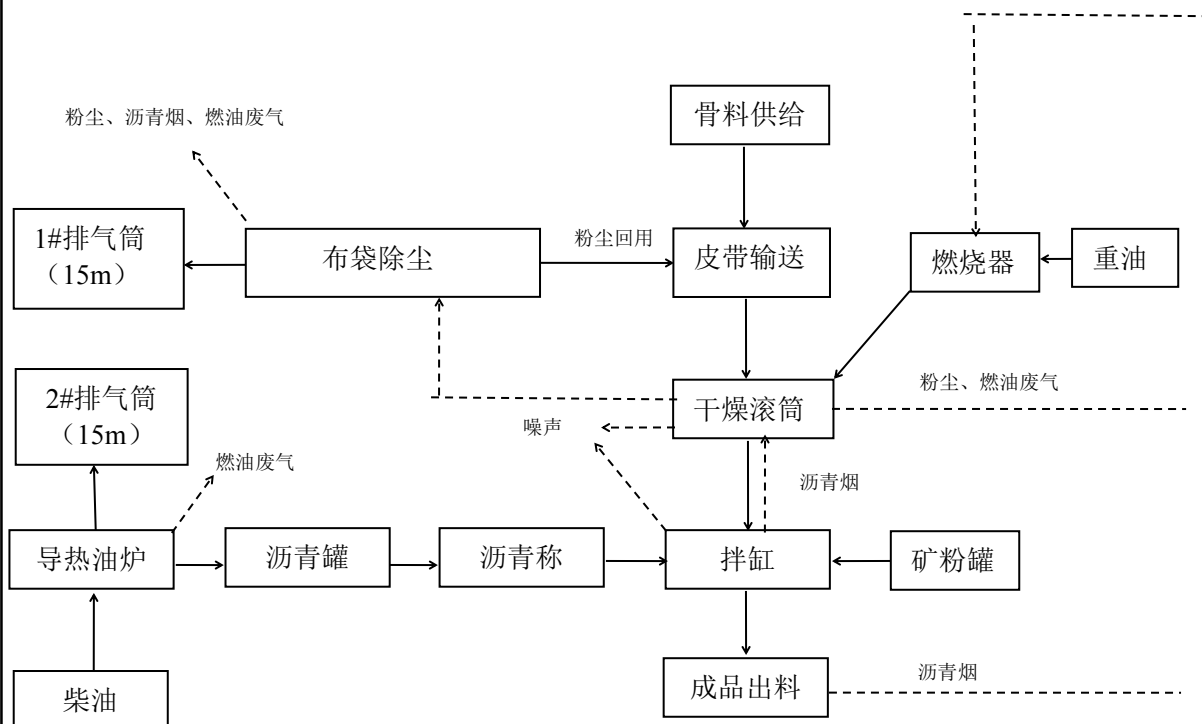 粉尘、沥青烟、燃油废气
骨料供给
1#排气筒
（15m）
布袋除尘
粉尘回用
皮带输送
燃烧器
重油
2#排气筒
（15m）
干燥滚筒
粉尘、燃油废气
噪声
燃油废气
沥青烟
导热油炉
沥青罐
沥青称
拌缸
矿粉罐
柴油
成品出料
沥青烟